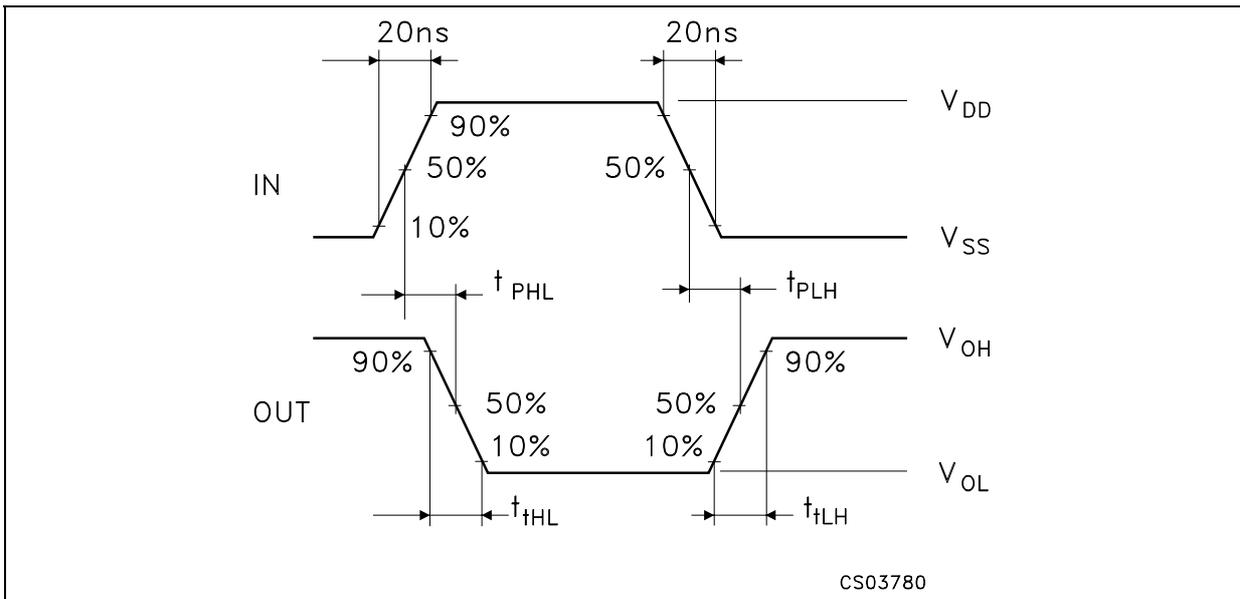 20ns 20ns
V DD
90%
IN 50% 50%
10%
V SS
t PHL t PLH
V OH
90% 90%
OUT 50% 50%
10% 10%
V OL
t tHL t tLH
CS03780